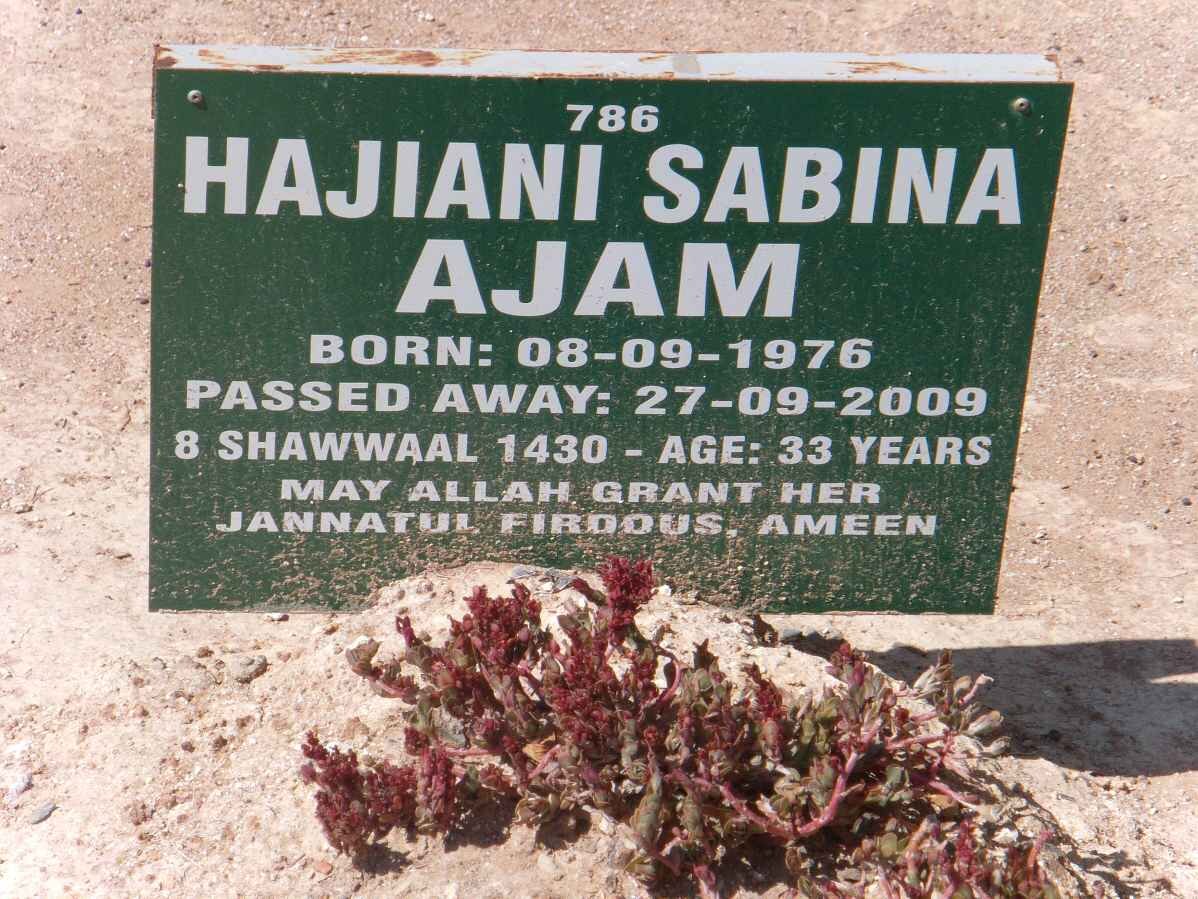 786
HAJIANI SABINA
AJAM
BORN: 08-09-1976
PASSED AWAY: 27-09-2009
8 SHAWWAAL 1430 - AGE: 33 YEARS
MAY ALLAH GRANT HER
JANNATUL FIRDOUS, AMEEN